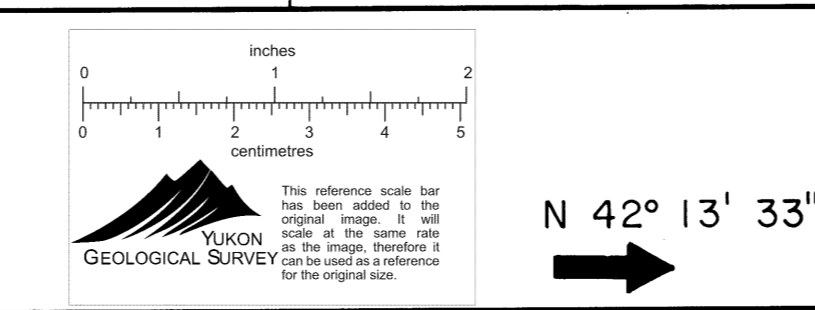 inches
0 1 2
0 1 2 3 4 5
centimetres
YUKON
GEOLOGICAL SURVEY
This reference scale bar
has been added to the
original image. It will
scale at the same rate
as the image, therefore it
can be used as a reference
for the original size.
N 42° 13' 33"